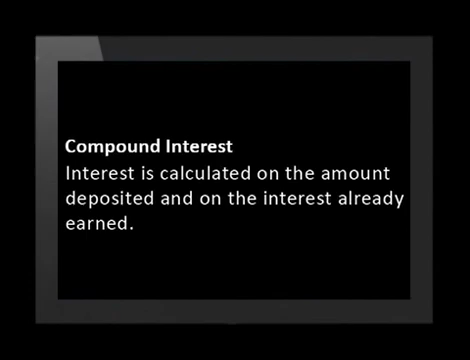 Compound Interest
Interest is calculated on the amount
deposited and on the interest already
earned.